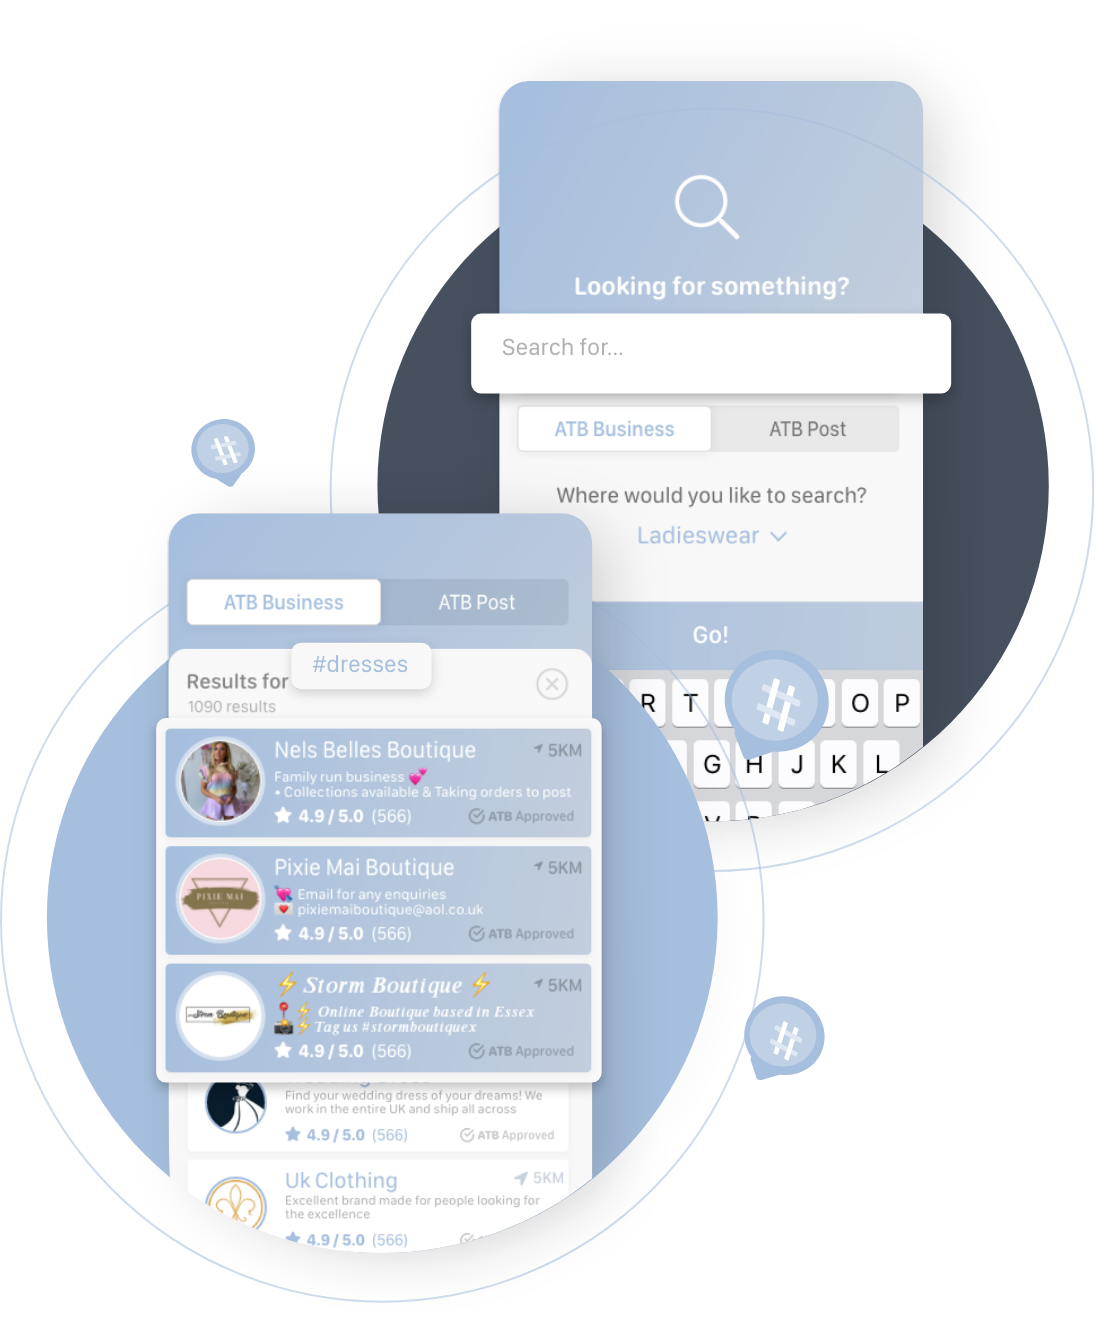 Looking for something?
Search for...
ATB Business
ATB Post
Where would you like to search?
Ladieswear
Go!
R T O P
G H J K L
ATB Business
ATB Post
#dresses
Results for
1090 results
Nels Belles Boutique
5KM
Family run business 💕
• Collections available & Taking orders to post
4.9 / 5.0 (566)
ATB Approved
PIXIE MAI
Pixie Mai Boutique
5KM
💘 Email for any enquiries
💌 pixiemaiboutique@aol.co.uk
4.9 / 5.0 (566)
ATB Approved
Storm Boutique
⚡ Storm Boutique ⚡
5KM
📍⚡ Online Boutique based in Essex
📸⚡ Tag us #stormboutiquex
4.9 / 5.0 (566)
ATB Approved
Find your wedding dress of your dreams! We
work in the entire UK and ship all across
4.9 / 5.0 (566)
ATB Approved
Uk Clothing
5KM
Excellent brand made for people looking for
the excellence
4.9 / 5.0 (566)